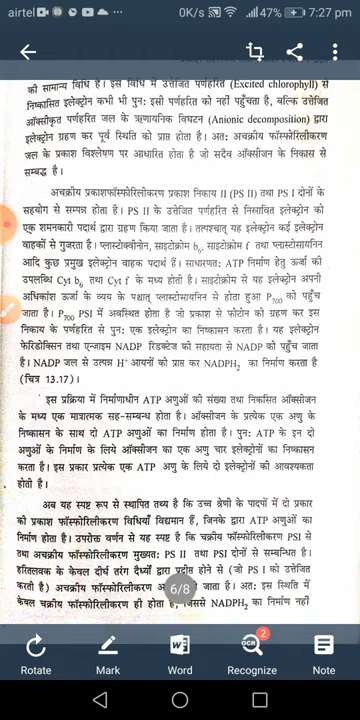 airtel 0K/s 47% 7:27 pm
की सामान्य विधि है। इस विधि में उत्तेजित पर्णहरित (Excited chlorophyll) से
निष्कासित इलेक्ट्रोन कभी भी पुन: इसी पर्णहरित को नहीं पहुँचता है, बल्कि उत्तेजित
ऑक्सीकृत पर्णहरित जल के ऋणायनिक विघटन (Anionic decomposition) द्वारा
इलेक्ट्रोन ग्रहण कर पूर्व स्थिति को प्राप्त होता है। अत: अचक्रीय फ़ॉस्फोरिलीकरण
जल के प्रकाश विश्लेषण पर आधारित होता है जो सदैव ऑक्सीजन के निकास से
सम्बद्ध है।
अचक्रीय प्रकाशफॉस्फोरिलीकरण प्रकाश निकाय II (PS II) तथा PS I दोनों के
सहयोग से सम्पन्न होता है। PS II के उत्तेजित पर्णहरित से निस्रावित इलेक्ट्रोन को
एक शमनकारी पदार्थ द्वारा ग्रहण किया जाता है। तत्पश्चात् यह इलेक्ट्रोन कई इलेक्ट्रोन
वाहकों से गुजरता है। प्लास्टोक्वीनोन, साइटोक्रोम b6, साइटोक्रोम f तथा प्लास्टोसायनिन
आदि कुछ प्रमुख इलेक्ट्रोन वाहक पदार्थ हैं। साधारणत: ATP निर्माण हेतु ऊर्जा की
उपलब्धि Cyt b6 तथा Cyt f के मध्य होती है। साइटोक्रोम से यह इलेक्ट्रोन अपनी
अधिकांश ऊर्जा के व्यय के पश्चात् प्लास्टोसायनिन से होता हुआ P700 को पहुँच
जाता है। P700 PSI में अवस्थित होता है जो प्रकाश से फोटोन को ग्रहण कर इस
निकाय के पर्णहरित से पुन: एक इलेक्ट्रोन का निष्कासन करता है। यह इलेक्ट्रोन
फेरिडोक्सिन तथा एन्जाइम NADP रिडक्टेज की सहायता से NADP को पहुँच जाता
है। NADP जल से उत्पन्न H+ आयनों को प्राप्त कर NADPH2 का निर्माण करता है
(चित्र 13.17)।
इस प्रक्रिया में निर्माणाधीन ATP अणुओं की संख्या तथा निकसित ऑक्सीजन
के मध्य एक मात्रात्मक सह-सम्बन्ध होता है। ऑक्सीजन के प्रत्येक एक अणु के
निष्कासन के साथ दो ATP अणुओं का निर्माण होता है। पुन: ATP के इन दो
अणुओं के निर्माण के लिये ऑक्सीजन का एक अणु चार इलेक्ट्रोनों का निष्कासन
करता है। इस प्रकार प्रत्येक एक ATP अणु के लिये दो इलेक्ट्रोनों की आवश्यकता
होती है।
अब यह स्पष्ट रूप से स्थापित तथ्य है कि उच्च श्रेणी के पादपों में दो प्रकार
की प्रकाश फॉस्फोरिलीकरण विधियाँ विद्यमान हैं, जिनके द्वारा ATP अणुओं का
निर्माण होता है। उपरोक्त वर्णन से यह स्पष्ट है कि चक्रीय फॉस्फोरिलीकरण PSI से
तथा अचक्रीय फॉस्फोरिलीकरण मुख्यत: PS II तथा PSI दोनों से सम्बन्धित है।
हरितलवक के केवल दीर्घ तरंग दैर्ध्यों द्वारा प्रदीप्त होने से (जो PS I को उत्तेजित
करती है) अचक्रीय फॉस्फोरिलीकरण जाता है। अत: इस स्थिति में
केवल चक्रीय फॉस्फोरिलीकरण ही होता है, जिससे NADPH2 का निर्माण नहीं
6/8
Rotate Mark Word Recognize Note
OCR 2